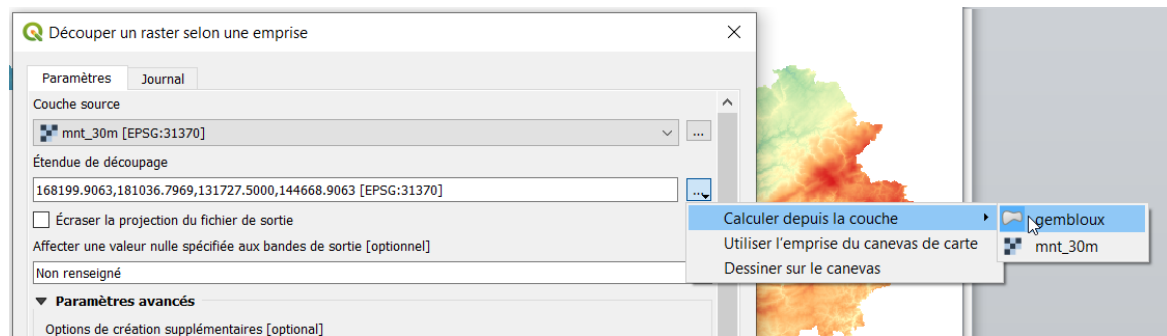 Découper un raster selon une emprise
Paramètres Journal
Couche source
mnt_30m [EPSG:31370]
...
Étendue de découpage
168199.9063,181036.7969,131727.5000,144668.9063 [EPSG:31370]
...
Calculer depuis la couche
gembloux
Écraser la projection du fichier de sortie
Utiliser l'emprise du canevas de carte
mnt_30m
Affecter une valeur nulle spécifiée aux bandes de sortie [optionnel]
Dessiner sur le canevas
Non renseigné
Paramètres avancés
Options de création supplémentaires [optional]